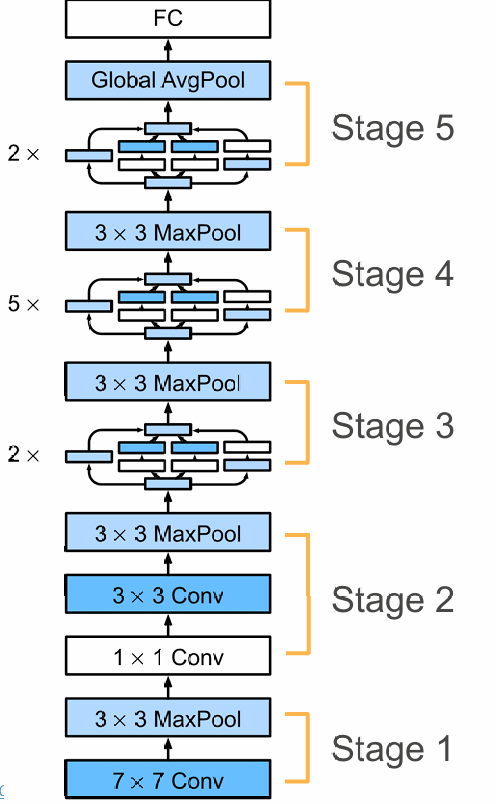 FC
Global AvgPool
2 ×
Stage 5
3 × 3 MaxPool
5 ×
Stage 4
3 × 3 MaxPool
2 ×
Stage 3
3 × 3 MaxPool
3 × 3 Conv
1 × 1 Conv
Stage 2
3 × 3 MaxPool
7 × 7 Conv
Stage 1